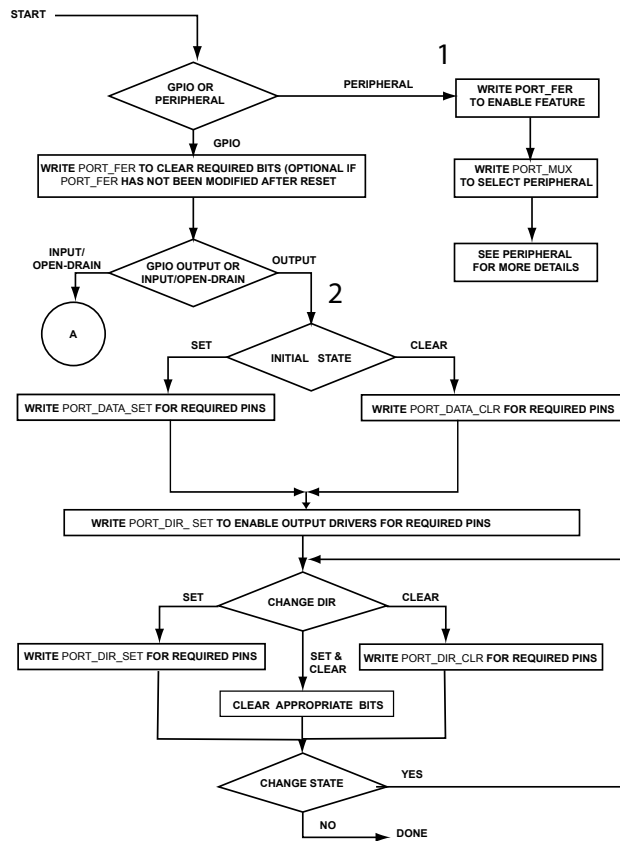 START
1
GPIO OR
PERIPHERAL
PERIPHERAL
WRITE PORT_FER
TO ENABLE FEATURE
GPIO
WRITE PORT_FER TO CLEAR REQUIRED BITS (OPTIONAL IF
PORT_FER HAS NOT BEEN MODIFIED AFTER RESET
WRITE PORT_MUX
TO SELECT PERIPHERAL
INPUT/
OPEN-DRAIN
GPIO OUTPUT OR
INPUT/OPEN-DRAIN
OUTPUT
SEE PERIPHERAL
FOR MORE DETAILS
2
A
SET
INITIAL STATE
CLEAR
WRITE PORT_DATA_SET FOR REQUIRED PINS
WRITE PORT_DATA_CLR FOR REQUIRED PINS
WRITE PORT_DIR_ SET TO ENABLE OUTPUT DRIVERS FOR REQUIRED PINS
SET
CHANGE DIR
CLEAR
WRITE PORT_DIR_SET FOR REQUIRED PINS
SET &
CLEAR
WRITE PORT_DIR_CLR FOR REQUIRED PINS
CLEAR APPROPRIATE BITS
CHANGE STATE
YES
NO
DONE